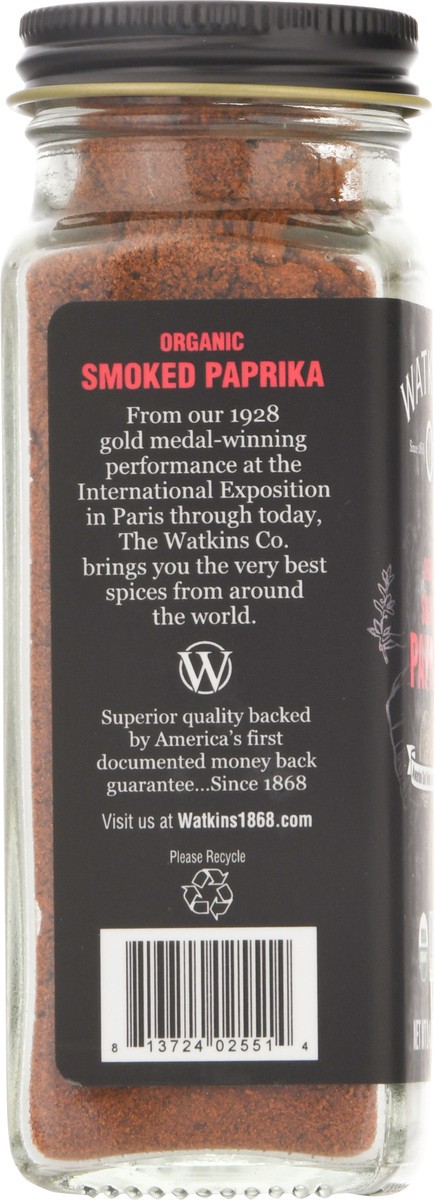 ORGANIC
SMOKED PAPRIKA
From our 1928
gold medal-winning
performance at the
International Exposition
in Paris through today,
The Watkins Co.
brings you the very best
spices from around
the world.
W
Superior quality backed
by America's first
documented money back
guarantee...Since 1868
Visit us at Watkins1868.com
Please Recycle
8 13724 02551 4